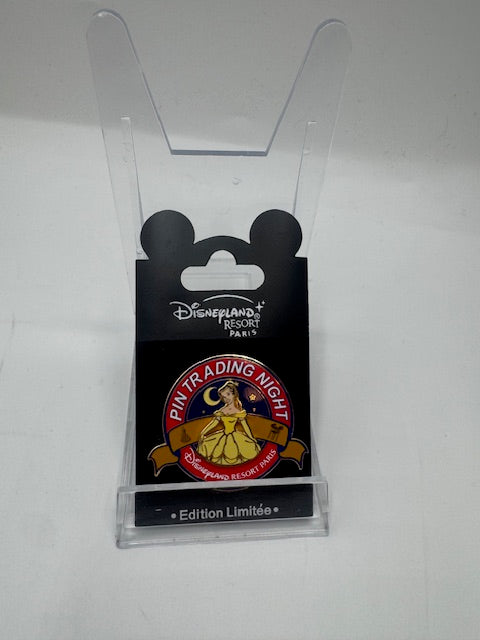 Disneyland®
RESORT
PARIS
PIN TRADING NIGHT
Disneyland RESORT PARIS
• Edition Limitée •